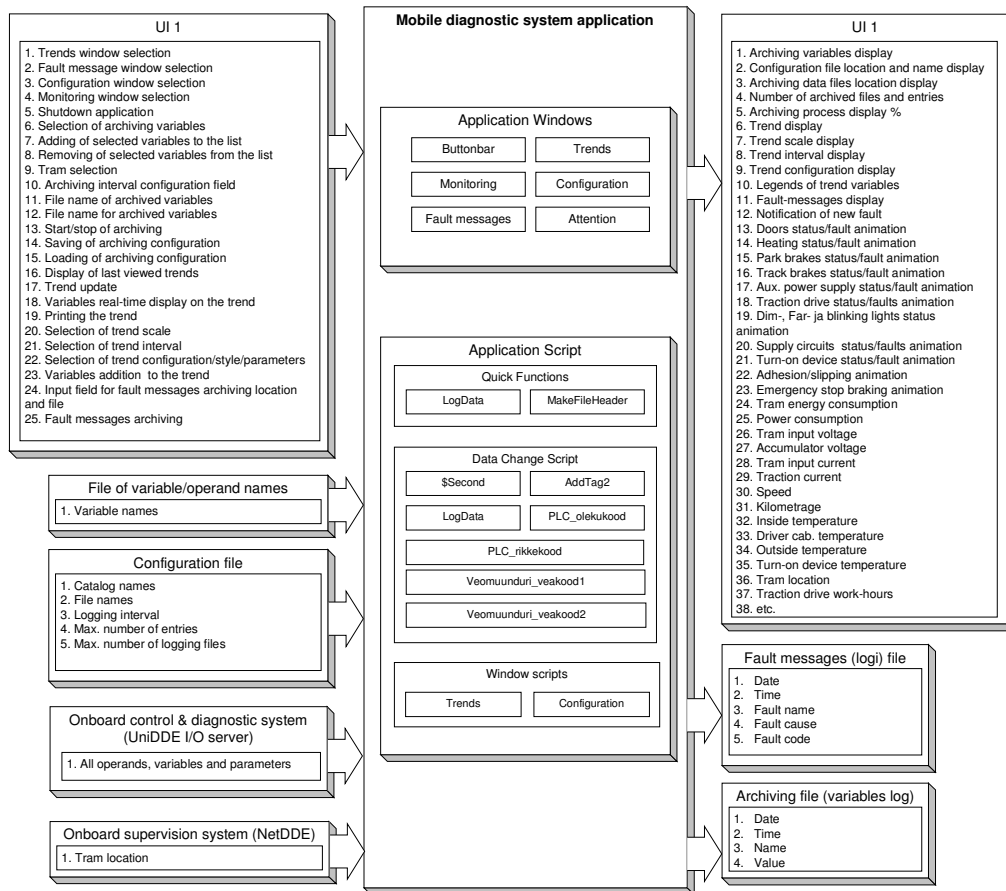 UI 1
1. Trends window selection
2. Fault message window selection
3. Configuration window selection
4. Monitoring window selection
5. Shutdown application
6. Selection of archiving variables
7. Adding of selected variables to the list
8. Removing of selected variables from the list
9. Tram selection
10. Archiving interval configuration field
11. File name of archived variables
12. File name for archived variables
13. Start/stop of archiving
14. Saving of archiving configuration
15. Loading of archiving configuration
16. Display of last viewed trends
17. Trend update
18. Variables real-time display on the trend
19. Printing the trend
20. Selection of trend scale
21. Selection of trend interval
22. Selection of trend configuration/style/parameters
23. Variables addition to the trend
24. Input field for fault messages archiving location
and file
25. Fault messages archiving
File of variable/operand names
1. Variable names
Configuration file
1. Catalog names
2. File names
3. Logging interval
4. Max. number of entries
5. Max. number of logging files
Onboard control & diagnostic system
(UniDDE I/O server)
1. All operands, variables and parameters
Onboard supervision system (NetDDE)
1. Tram location
Mobile diagnostic system application
Application Windows
Buttonbar
Trends
Monitoring
Configuration
Fault messages
Attention
Application Script
Quick Functions
LogData
MakeFileHeader
Data Change Script
$Second
AddTag2
LogData
PLC_olekukood
PLC_rikkekood
Veomuunduri_veakood1
Veomuunduri_veakood2
Window scripts
Trends
Configuration
UI 1
1. Archiving variables display
2. Configuration file location and name display
3. Archiving data files location display
4. Number of archived files and entries
5. Archiving process display %
6. Trend display
7. Trend scale display
8. Trend interval display
9. Trend configuration display
10. Legends of trend variables
11. Fault-messages display
12. Notification of new fault
13. Doors status/fault animation
14. Heating status/fault animation
15. Park brakes status/fault animation
16. Track brakes status/fault animation
17. Aux. power supply status/fault animation
18. Traction drive status/faults animation
19. Dim-, Far- ja blinking lights status
animation
20. Supply circuits status/faults animation
21. Turn-on device status/fault animation
22. Adhesion/slipping animation
23. Emergency stop braking animation
24. Tram energy consumption
25. Power consumption
26. Tram input voltage
27. Accumulator voltage
28. Tram input current
29. Traction current
30. Speed
31. Kilometrage
32. Inside temperature
33. Driver cab. temperature
34. Outside temperature
35. Turn-on device temperature
36. Tram location
37. Traction drive work-hours
38. etc.
Fault messages (logi) file
1. Date
2. Time
3. Fault name
4. Fault cause
5. Fault code
Archiving file (variables log)
1. Date
2. Time
3. Name
4. Value